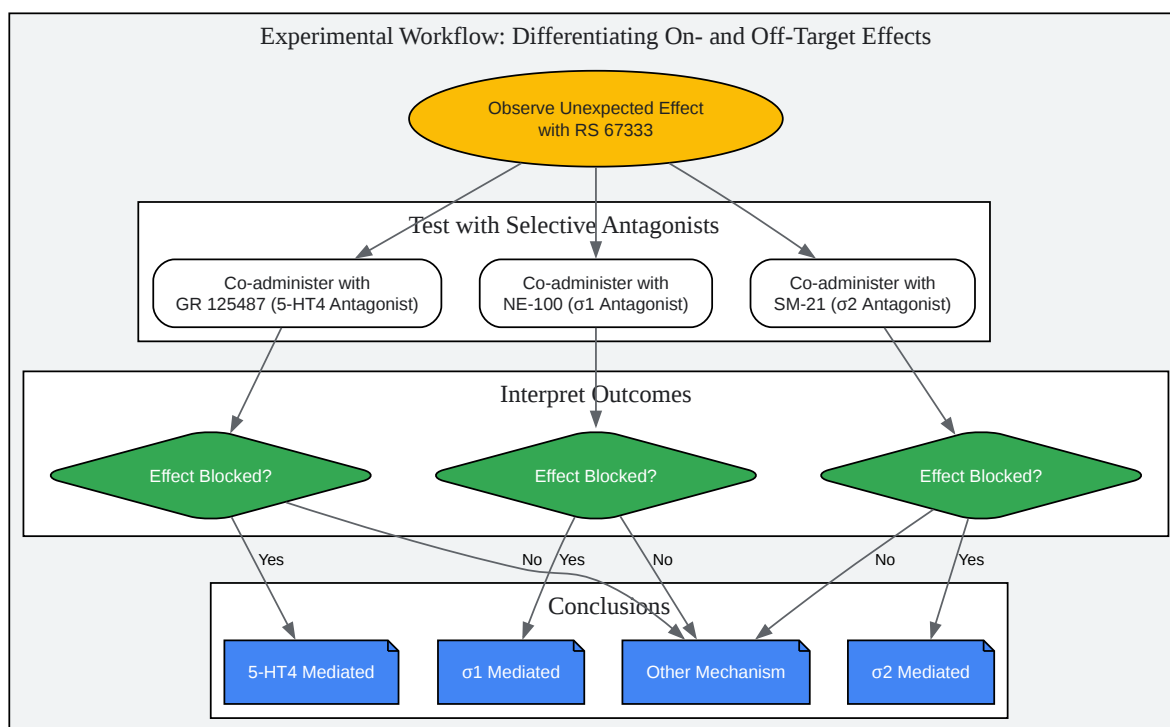 Experimental Workflow: Differentiating On- and Off-Target Effects
Observe Unexpected Effect
with RS 67333
Test with Selective Antagonists
Co-administer with
GR 125487 (5-HT4 Antagonist)
Co-administer with
NE-100 (σ1 Antagonist)
Co-administer with
SM-21 (σ2 Antagonist)
Interpret Outcomes
Effect Blocked?
Effect Blocked?
Effect Blocked?
Yes
No
Yes
No
No
Yes
Conclusions
5-HT4 Mediated
σ1 Mediated
Other Mechanism
σ2 Mediated